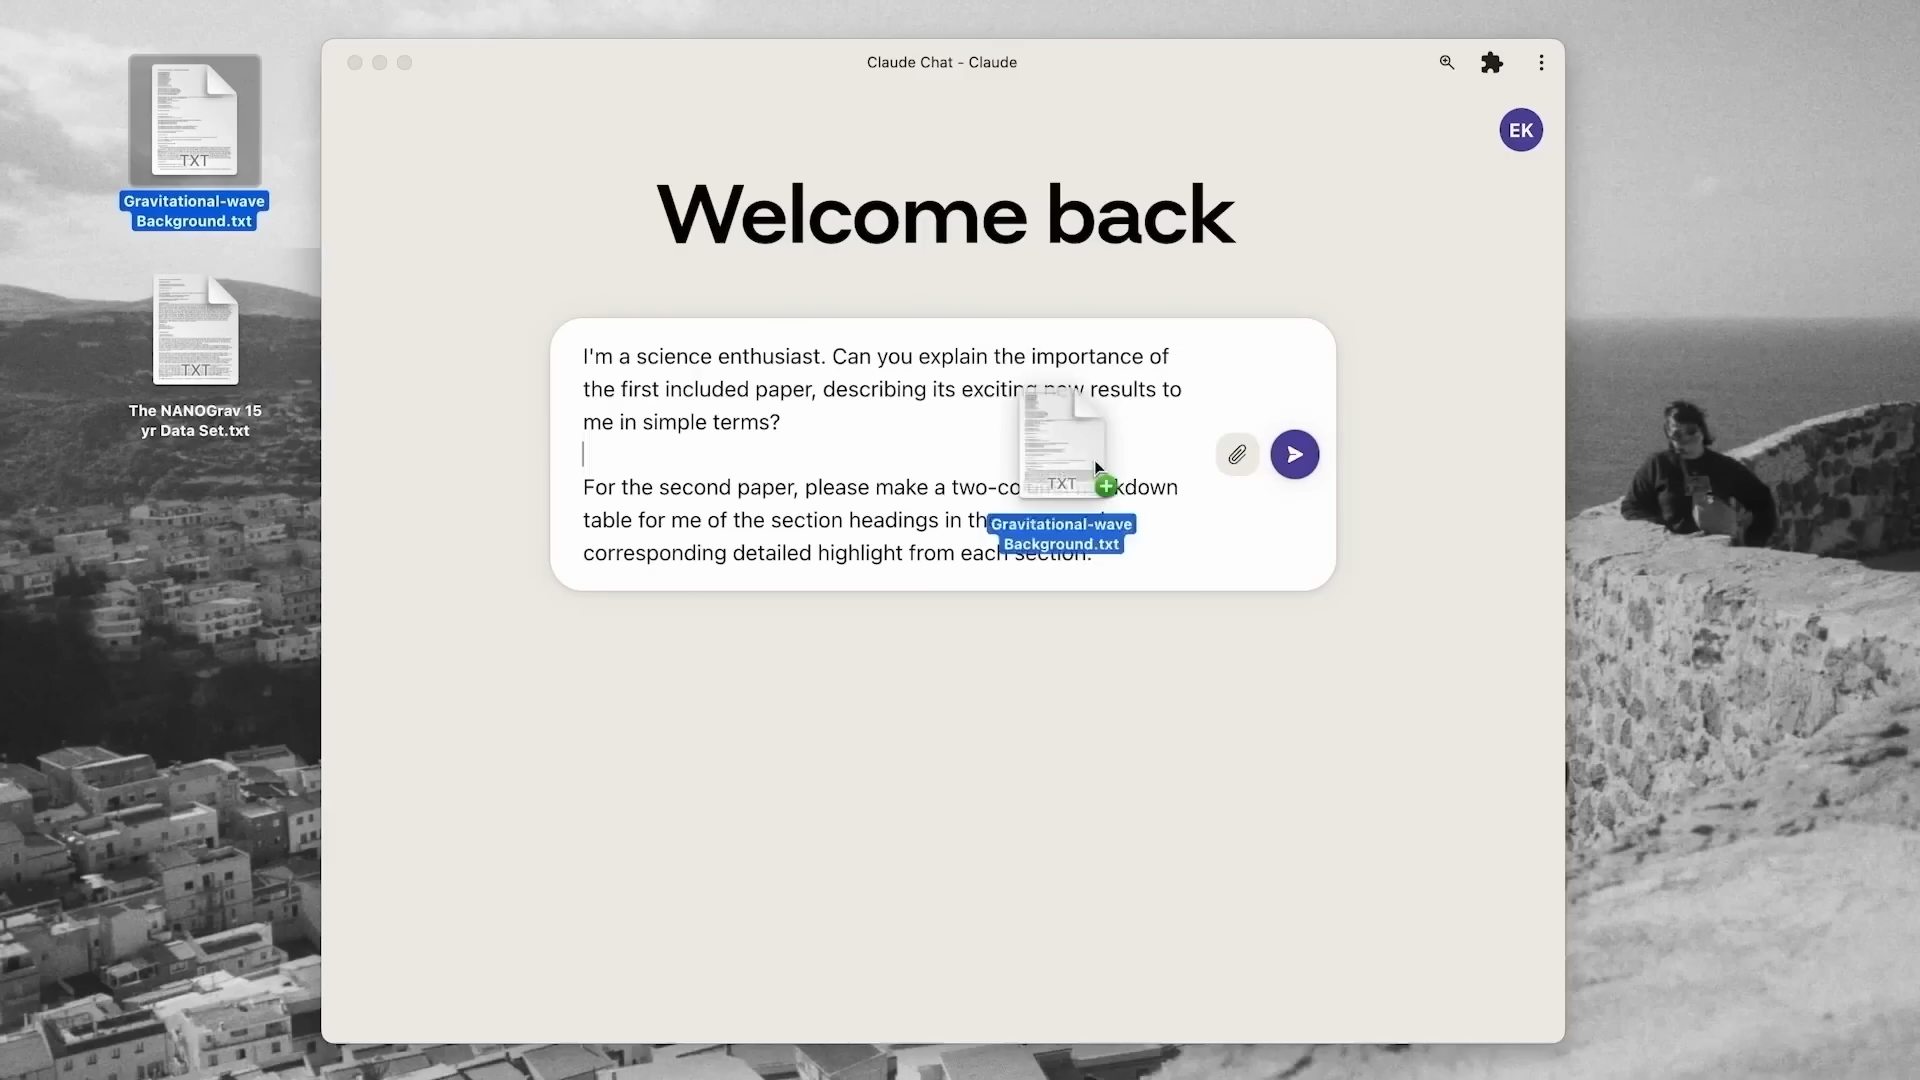 Claude Chat - Claude
EK
TXT
Gravitational-wave
Background.txt
TXT
The NANOGrav 15
yr Data Set.txt
Welcome back
I'm a science enthusiast. Can you explain the importance of
the first included paper, describing its exciting new results to
me in simple terms?
For the second paper, please make a two-co kdown
table for me of the section headings in th
corresponding detailed highlight from each section.
TXT
Gravitational-wave
Background.txt